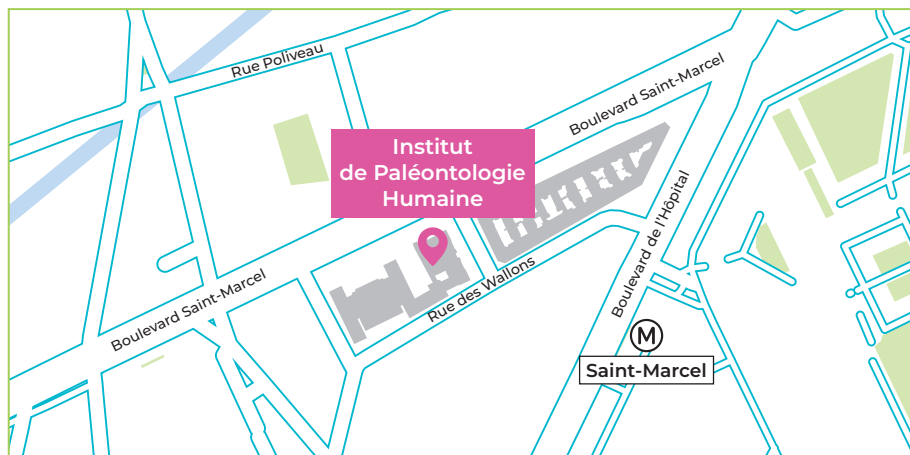 Rue Poliveau
Boulevard Saint-Marcel
Institut
de Paléontologie
Humaine
Boulevard de l'Hôpital
Rue des Wallons
Boulevard Saint-Marcel
M
Saint-Marcel